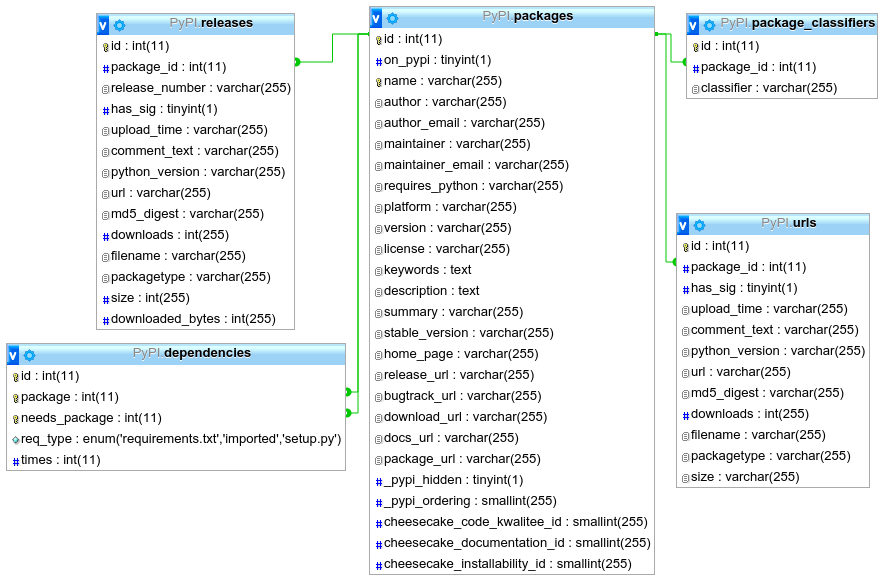 PyPI.releases
id : int(11)
package_id : int(11)
release_number : varchar(255)
has_sig : tinyint(1)
upload_time : varchar(255)
comment_text : varchar(255)
python_version : varchar(255)
url : varchar(255)
md5_digest : varchar(255)
downloads : int(255)
filename : varchar(255)
packagetype : varchar(255)
size : int(255)
downloaded_bytes : int(255)
PyPI.dependencies
id : int(11)
package : int(11)
needs_package : int(11)
req_type : enum('requirements.txt','imported','setup.py')
times : int(11)
PyPI.packages
id : int(11)
on_pypi : tinyint(1)
name : varchar(255)
author : varchar(255)
author_email : varchar(255)
maintainer : varchar(255)
maintainer_email : varchar(255)
requires_python : varchar(255)
platform : varchar(255)
version : varchar(255)
license : varchar(255)
keywords : text
description : text
summary : varchar(255)
stable_version : varchar(255)
home_page : varchar(255)
release_url : varchar(255)
bugtrack_url : varchar(255)
download_url : varchar(255)
docs_url : varchar(255)
package_url : varchar(255)
_pypi_hidden : tinyint(1)
_pypi_ordering : smallint(255)
cheesecake_code_kwalitee_id : smallint(255)
cheesecake_documentation_id : smallint(255)
cheesecake_installability_id : smallint(255)
PyPI.package_classifiers
id : int(11)
package_id : int(11)
classifier : varchar(255)
PyPI.urls
id : int(11)
package_id : int(11)
has_sig : tinyint(1)
upload_time : varchar(255)
comment_text : varchar(255)
python_version : varchar(255)
url : varchar(255)
md5_digest : varchar(255)
downloads : int(255)
filename : varchar(255)
packagetype : varchar(255)
size : varchar(255)